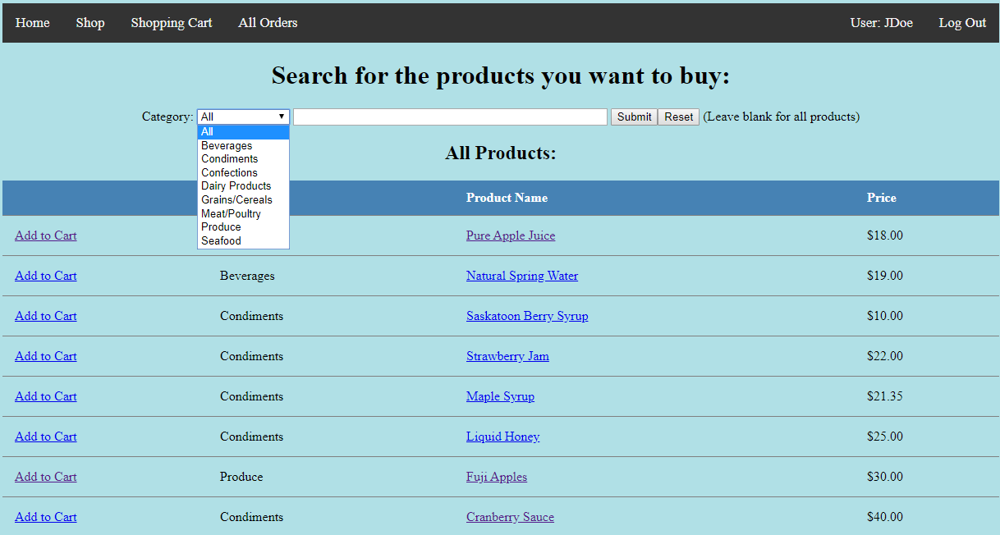 Home Shop Shopping Cart All Orders User: JDoe Log Out
Search for the products you want to buy:
Category: All Submit Reset (Leave blank for all products)
All
Beverages
Condiments
Confections
Dairy Products
Grains/Cereals
Meat/Poultry
Produce
Seafood
All Products:
Product Name Price
Add to Cart Pure Apple Juice $18.00
Add to Cart Beverages Natural Spring Water $19.00
Add to Cart Condiments Saskatoon Berry Syrup $10.00
Add to Cart Condiments Strawberry Jam $22.00
Add to Cart Condiments Maple Syrup $21.35
Add to Cart Condiments Liquid Honey $25.00
Add to Cart Produce Fuji Apples $30.00
Add to Cart Condiments Cranberry Sauce $40.00